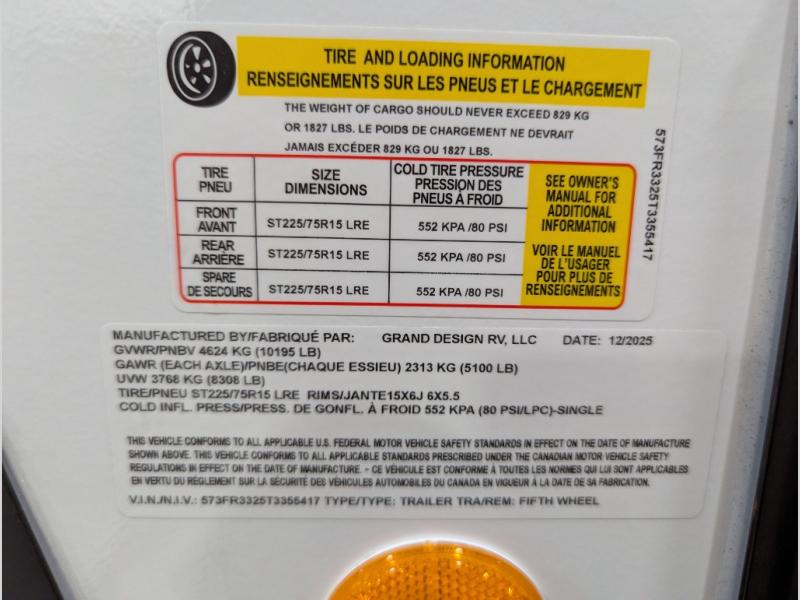 TIRE AND LOADING INFORMATION
RENSEIGNEMENTS SUR LES PNEUS ET LE CHARGEMENT
THE WEIGHT OF CARGO SHOULD NEVER EXCEED 829 KG
OR 1827 LBS. LE POIDS DE CHARGEMENT NE DEVRAIT
JAMAIS EXCÉDER 829 KG OU 1827 LBS.
TIRE
PNEU
SIZE
DIMENSIONS
COLD TIRE PRESSURE
PRESSION DES
PNEUS À FROID
FRONT
AVANT
ST225/75R15 LRE
552 KPA /80 PSI
REAR
ARRIÈRE
ST225/75R15 LRE
552 KPA /80 PSI
SPARE
DE SECOURS
ST225/75R15 LRE
552 KPA /80 PSI
SEE OWNER'S
MANUAL FOR
ADDITIONAL
INFORMATION
VOIR LE MANUEL
DE L'USAGER
POUR PLUS DE
RENSEIGNEMENTS
573FR3325T3355417
MANUFACTURED BY/FABRIQUÉ PAR: GRAND DESIGN RV, LLC DATE: 12/2025
GVWR/PNBV 4624 KG (10195 LB)
GAWR (EACH AXLE)/PNBE(CHAQUE ESSIEU) 2313 KG (5100 LB)
UVW 3768 KG (8308 LB)
TIRE/PNEU ST225/75R15 LRE RIMS/JANTE15X6J 6X5.5
COLD INFL. PRESS/PRESS. DE GONFL. À FROID 552 KPA (80 PSI/LPC)-SINGLE
THIS VEHICLE CONFORMS TO ALL APPLICABLE U.S. FEDERAL MOTOR VEHICLE SAFETY STANDARDS IN EFFECT ON THE DATE OF MANUFACTURE
SHOWN ABOVE. THIS VEHICLE CONFORMS TO ALL APPLICABLE STANDARDS PRESCRIBED UNDER THE CANADIAN MOTOR VEHICLE SAFETY
REGULATIONS IN EFFECT ON THE DATE OF MANUFACTURE. - CE VÉHICULE EST CONFORME À TOUTES LES NORMES QUI LUI SONT APPLICABLES
EN VERTU DU RÈGLEMENT SUR LA SÉCURITÉ DES VÉHICULES AUTOMOBILES DU CANADA EN VIGUEUR À LA DATE DE SA FABRICATION.
V.I.N./N.I.V.: 573FR3325T3355417 TYPE/TYPE: TRAILER TRA/REM: FIFTH WHEEL